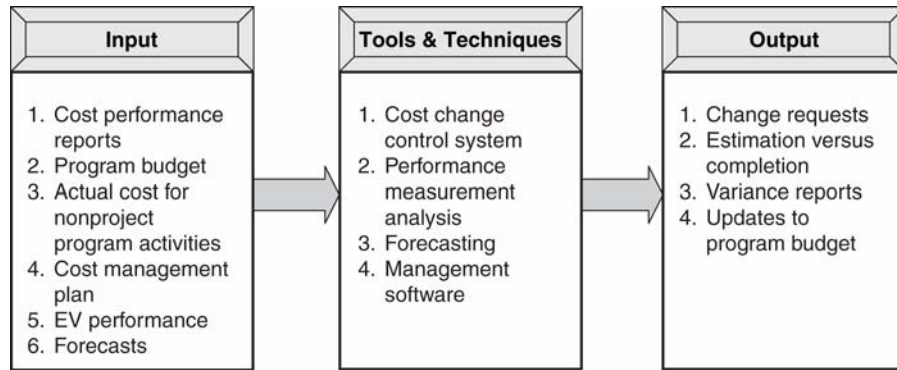 Input
1. Cost performance
reports
2. Program budget
3. Actual cost for
nonproject
program activities
4. Cost management
plan
5. EV performance
6. Forecasts
Tools & Techniques
1. Cost change
control system
2. Performance
measurement
analysis
3. Forecasting
4. Management
software
Output
1. Change requests
2. Estimation versus
completion
3. Variance reports
4. Updates to
program budget